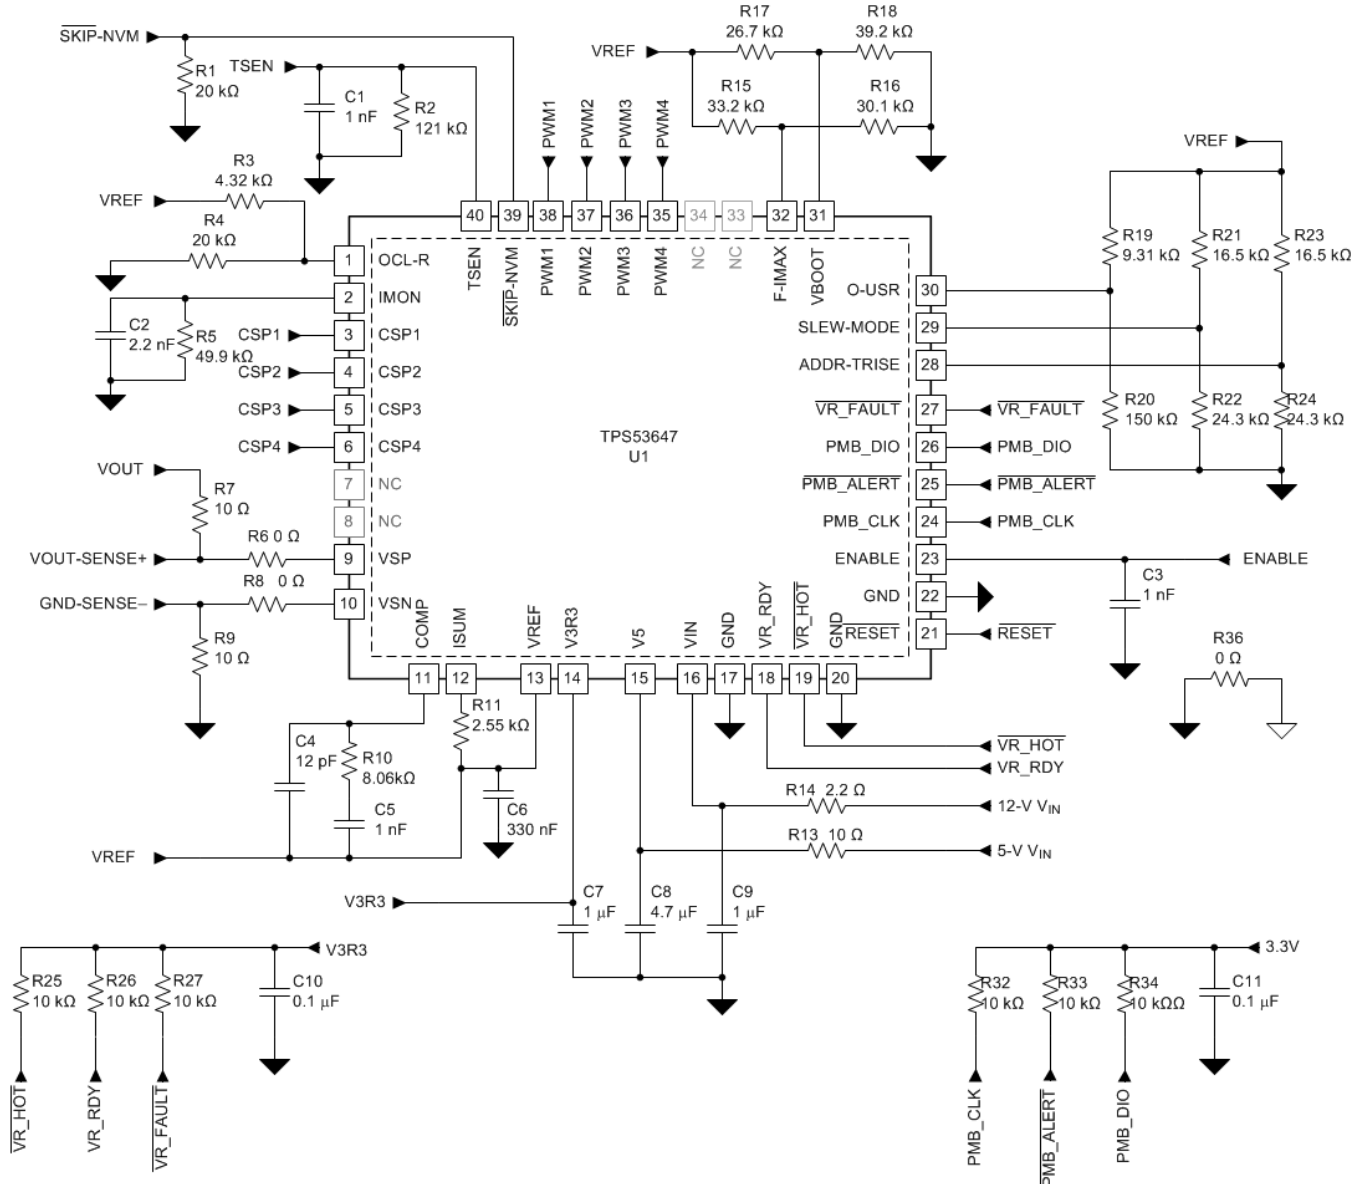 SKIP-NVM
R1
20 kΩ
TSEN
C1
1 nF
R2
121 kΩ
PWM1
PWM2
PWM3
PWM4
VREF
R17
26.7 kΩ
R18
39.2 kΩ
R15
33.2 kΩ
R16
30.1 kΩ
VREF
R19
9.31 kΩ
R21
16.5 kΩ
R23
16.5 kΩ
R20
150 kΩ
R22
24.3 kΩ
R24
24.3 kΩ
VREF
R3
4.32 kΩ
R4
20 kΩ
C2
2.2 nF
R5
49.9 kΩ
CSP1
CSP2
CSP3
CSP4
VOUT
R7
10 Ω
VOUT-SENSE+
R6 0 Ω
GND-SENSE–
R8 0 Ω
R9
10 Ω
40 39 38 37 36 35 34 33 32 31
TSEN
SKIP-NVM
PWM1
PWM2
PWM3
PWM4
NC
NC
F-IMAX
VBOOT
1 OCL-R
2 IMON
3 CSP1
4 CSP2
5 CSP3
6 CSP4
7 NC
8 NC
9 VSP
10 VSN
TPS53647
U1
O-USR 30
SLEW-MODE 29
ADDR-TRISE 28
VR_FAULT 27 VR_FAULT
PMB_DIO 26 PMB_DIO
PMB_ALERT 25 PMB_ALERT
PMB_CLK 24 PMB_CLK
ENABLE 23 ENABLE
GND 22
RESET 21 RESET
C3
1 nF
R36
0 Ω
COMP
ISUM
VREF
V3R3
V5
VIN
GND
VR_RDY
VR_HOT
GND
11 12 13 14 15 16 17 18 19 20
R11
2.55 kΩ
C4
12 pF
R10
8.06kΩ
C5
1 nF
C6
330 nF
VREF
VR_HOT
VR_RDY
R14 2.2 Ω
12-V VIN
R13 10 Ω
5-V VIN
V3R3
C7
1 μF
C8
4.7 μF
C9
1 μF
V3R3
R25
10 kΩ
R26
10 kΩ
R27
10 kΩ
C10
0.1 μF
VR_HOT
VR_RDY
VR_FAULT
3.3V
R32
10 kΩ
R33
10 kΩ
R34
10 kΩΩ
C11
0.1 μF
PMB_CLK
PMB_ALERT
PMB_DIO